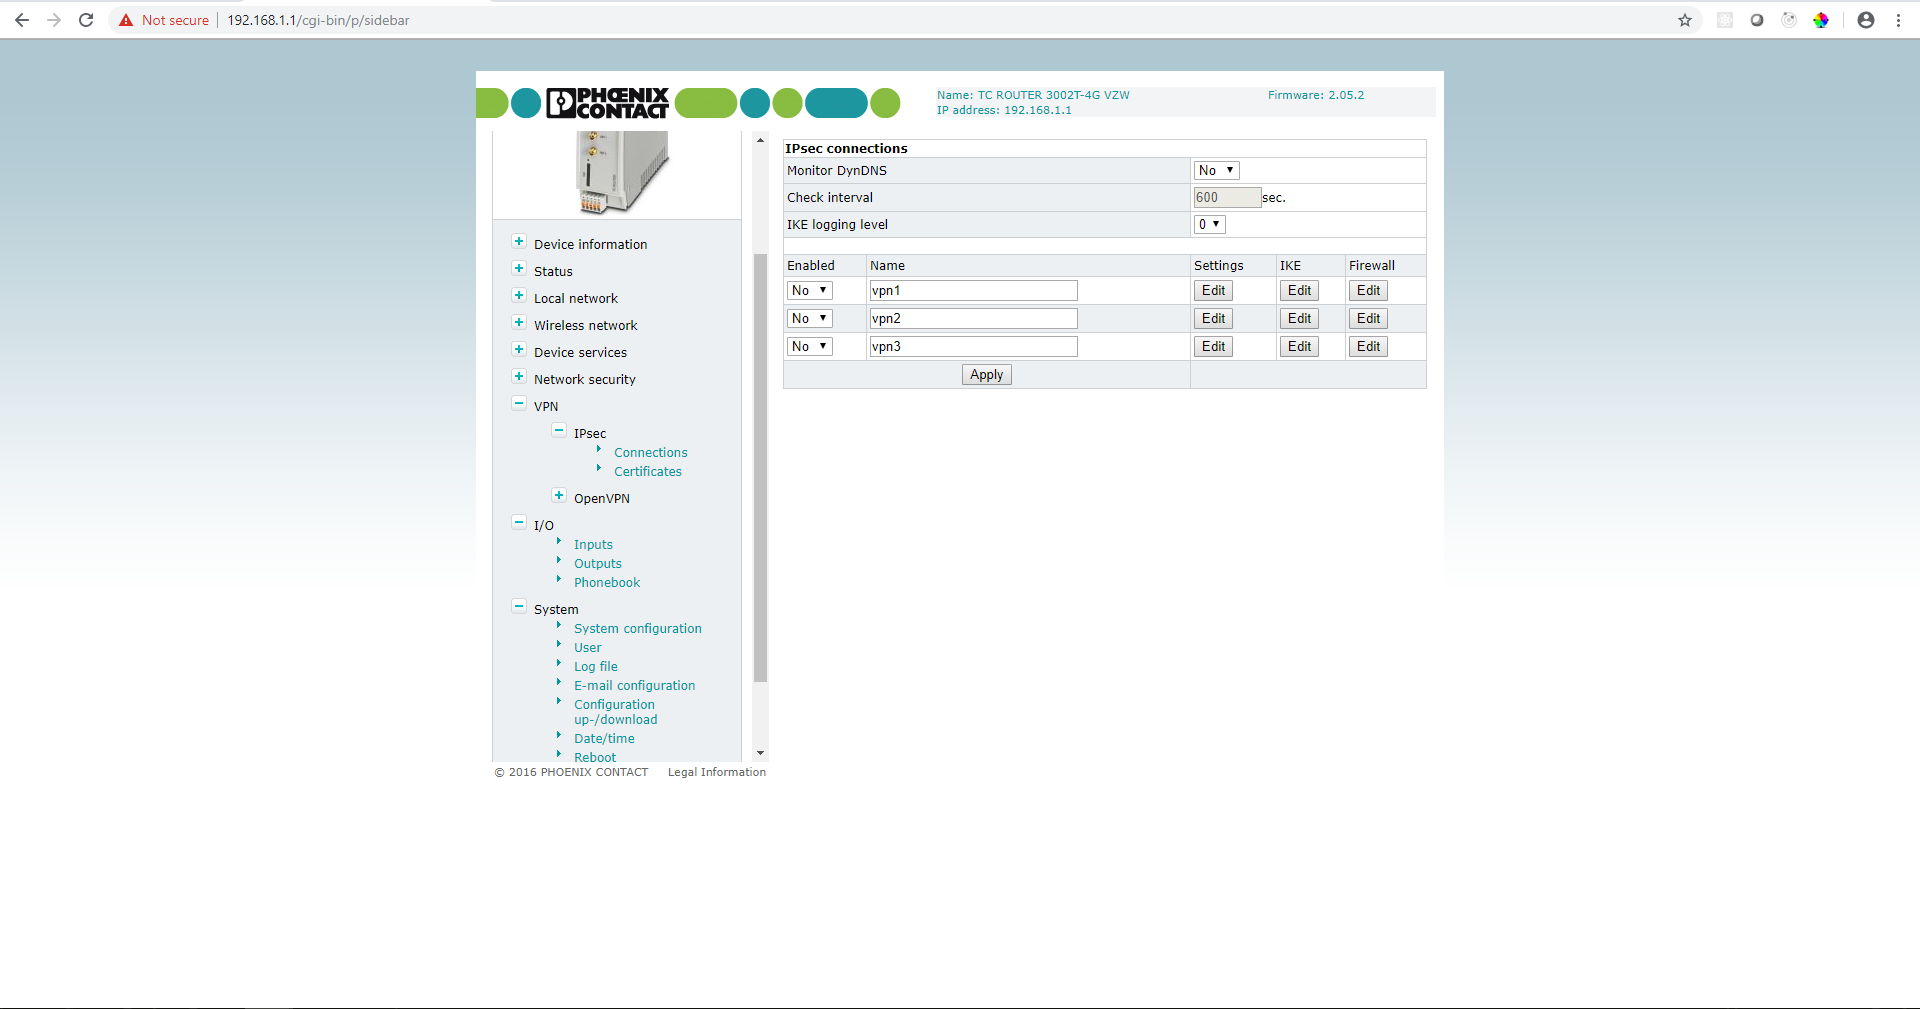 Not secure 192.168.1.1/cgi-bin/p/sidebar
PHOENIX
CONTACT
Name: TC ROUTER 3002T-4G VZW Firmware: 2.05.2
IP address: 192.168.1.1
Device information
Status
Local network
Wireless network
Device services
Network security
VPN
IPsec
Connections
Certificates
OpenVPN
I/O
Inputs
Outputs
Phonebook
System
System configuration
User
Log file
E-mail configuration
Configuration
up-/download
Date/time
Reboot
IPsec connections
Monitor DynDNS No
Check interval 600 sec.
IKE logging level 0
Enabled Name Settings IKE Firewall
No vpn1 Edit Edit Edit
No vpn2 Edit Edit Edit
No vpn3 Edit Edit Edit
Apply
© 2016 PHOENIX CONTACT Legal Information